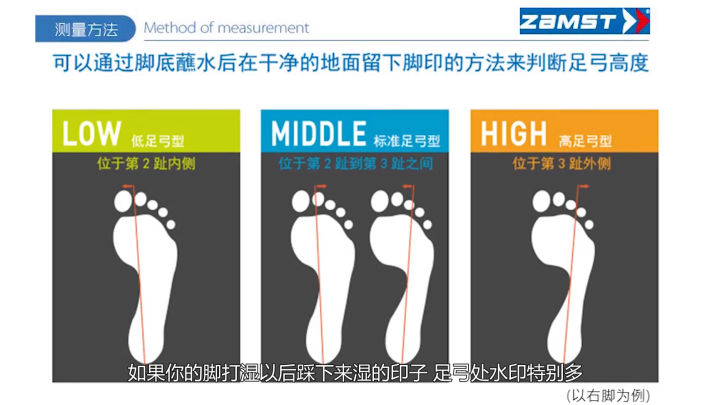 测量方法 Method of measurement
ZAMST
可以通过脚底蘸水后在干净的地面留下脚印的方法来判断足弓高度
LOW 低足弓型
位于第 2 趾内侧
MIDDLE 标准足弓型
位于第 2 趾到第 3 趾之间
HIGH 高足弓型
位于第 3 趾外侧
如果你的脚打湿以后踩下来湿的印子 足弓处水印特别多
(以右脚为例)